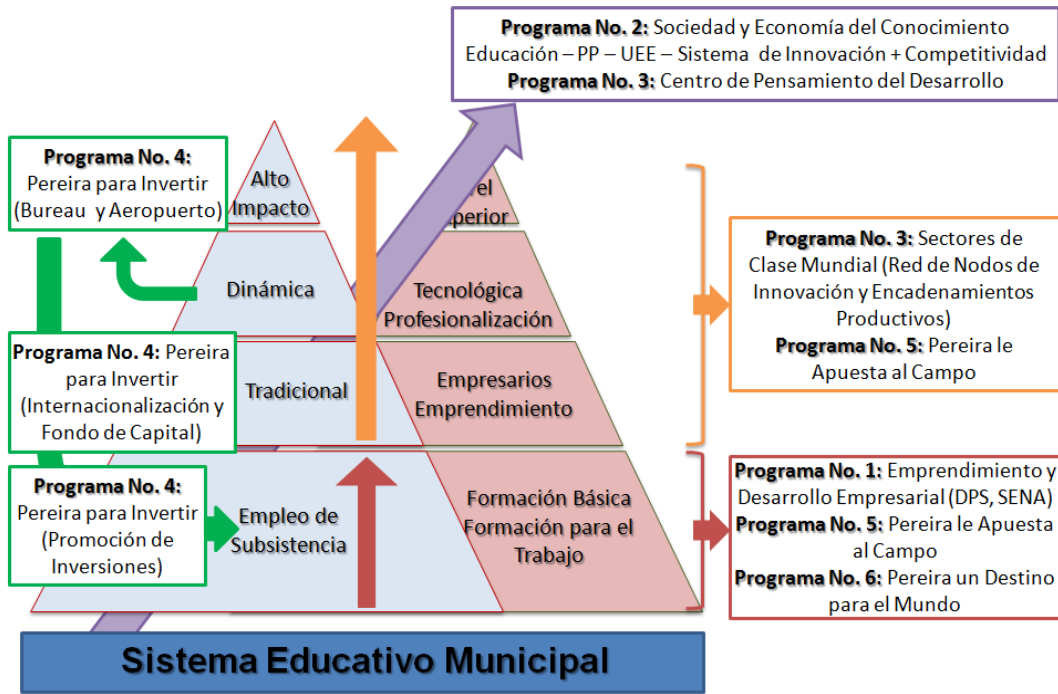 Programa No. 2: Sociedad y Economía del Conocimiento
Educación – PP – UEE – Sistema de Innovación + Competitividad
Programa No. 3: Centro de Pensamiento del Desarrollo
Programa No. 4:
Pereira para Invertir
(Bureau y Aeropuerto)
Programa No. 4: Pereira
para Invertir
(Internacionalización y
Fondo de Capital)
Programa No. 4:
Pereira para Invertir
(Promoción de
Inversiones)
Alto
Impacto
Dinámica
Tradicional
Empleo de
Subsistencia
vel
perior
Tecnológica
Profesionalización
Empresarios
Emprendimiento
Formación Básica
Formación para el
Trabajo
Programa No. 3: Sectores de
Clase Mundial (Red de Nodos de
Innovación y Encadenamientos
Productivos)
Programa No. 5: Pereira le
Apuesta al Campo
Programa No. 1: Emprendimiento y
Desarrollo Empresarial (DPS, SENA)
Programa No. 5: Pereira le Apuesta
al Campo
Programa No. 6: Pereira un Destino
para el Mundo
Sistema Educativo Municipal